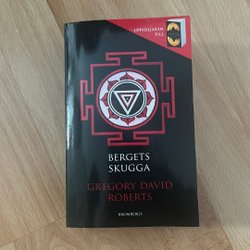 UPPFÖLJAREN
TILL
BERGETS
SKUGGA
GREGORY DAVID
ROBERTS
BROMBERGS